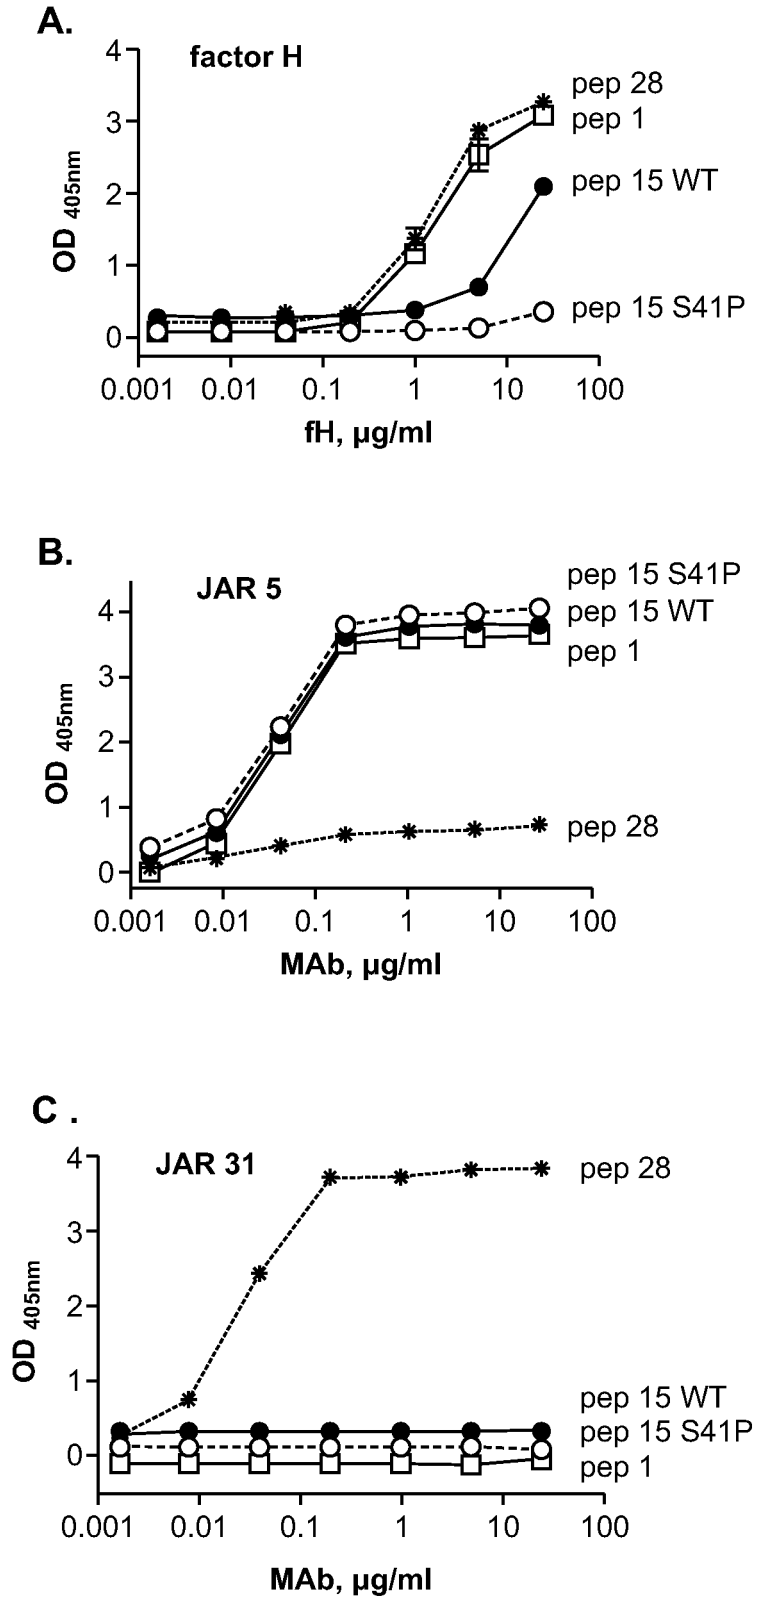 A.
factor H
4
3
2
1
0
OD 405nm
pep 28
pep 1
pep 15 WT
pep 15 S41P
0.001 0.01 0.1 1 10 100
fH, µg/ml
B.
JAR 5
4
3
2
1
0
OD 405nm
pep 15 S41P
pep 15 WT
pep 1
pep 28
0.001 0.01 0.1 1 10 100
MAb, µg/ml
C .
JAR 31
4
3
2
1
0
OD 405nm
pep 28
pep 15 WT
pep 15 S41P
pep 1
0.001 0.01 0.1 1 10 100
MAb, µg/ml